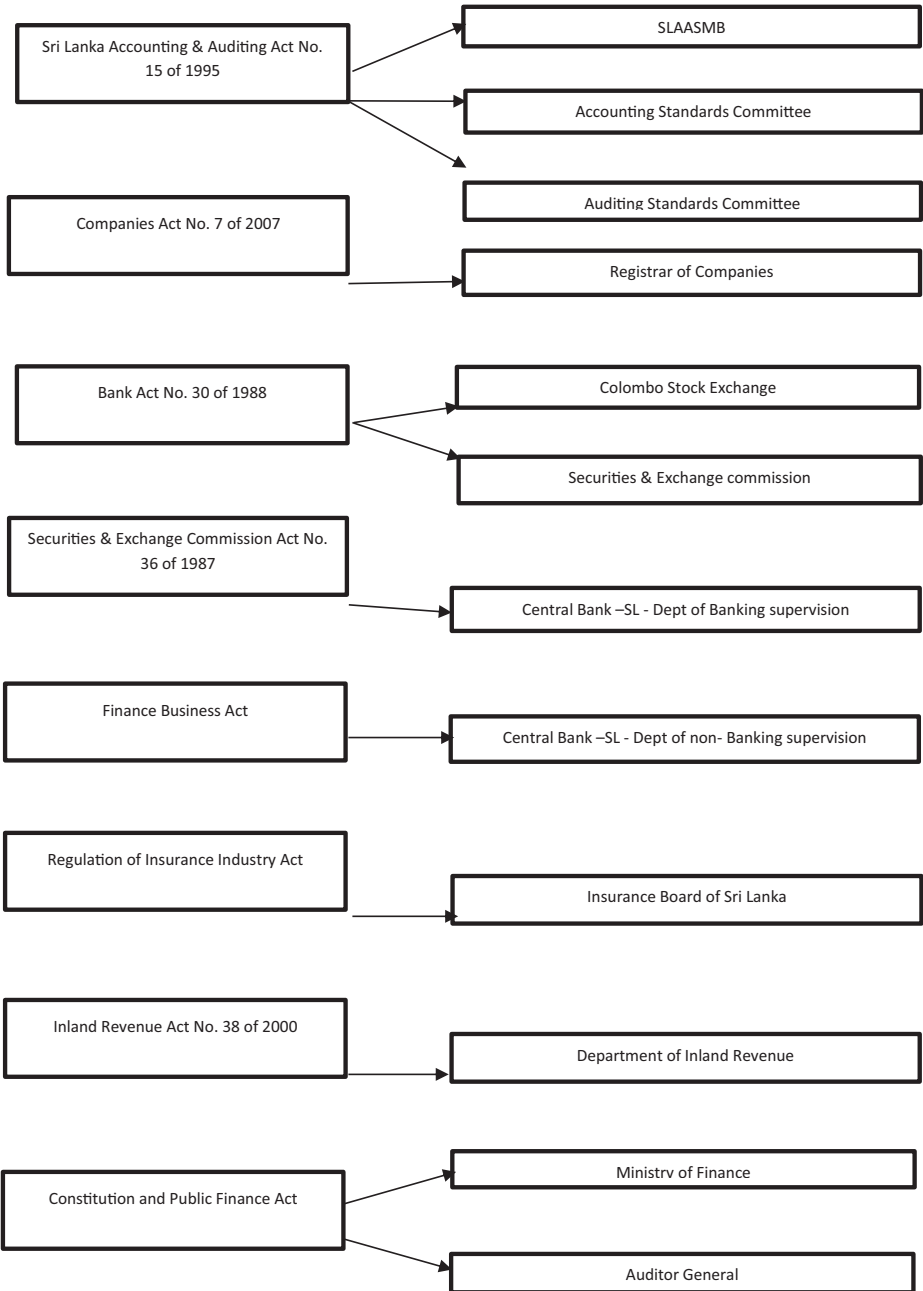 Sri Lanka Accounting & Auditing Act No.
15 of 1995
SLAASMB
Accounting Standards Committee
Auditing Standards Committee
Companies Act No. 7 of 2007
Registrar of Companies
Bank Act No. 30 of 1988
Colombo Stock Exchange
Securities & Exchange commission
Securities & Exchange Commission Act No.
36 of 1987
Central Bank –SL - Dept of Banking supervision
Finance Business Act
Central Bank –SL - Dept of non- Banking supervision
Regulation of Insurance Industry Act
Insurance Board of Sri Lanka
Inland Revenue Act No. 38 of 2000
Department of Inland Revenue
Constitution and Public Finance Act
Ministry of Finance
Auditor General